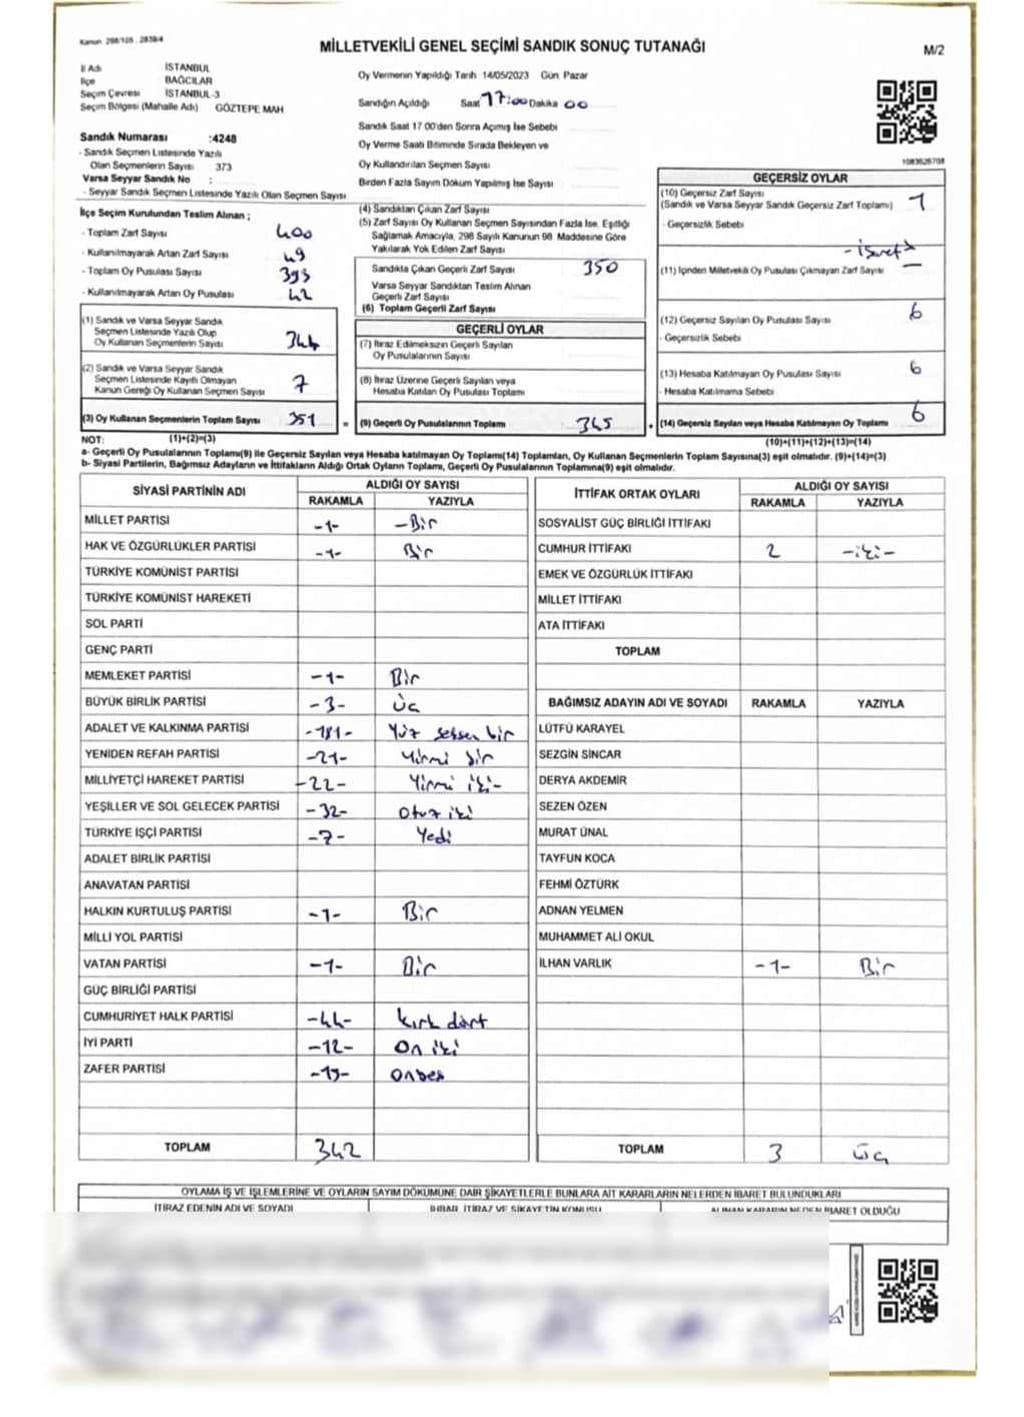 Kanun 298/105 , 2839/4
MİLLETVEKİLİ GENEL SEÇİMİ SANDIK SONUÇ TUTANAĞI
M/2
İl Adı İSTANBUL
İlçe BAĞCILAR
Seçim Çevresi İSTANBUL-3
Seçim Bölgesi (Mahalle Adı) GÖZTEPE MAH
Sandık Numarası :4248
- Sandık Seçmen Listesinde Yazılı
Olan Seçmenlerin Sayısı 373
Varsa Seyyar Sandık No :
- Seyyar Sandık Seçmen Listesinde Yazılı Olan Seçmen Sayısı
Oy Vermenin Yapıldığı Tarih 14/05/2023 Gün Pazar
Sandığın Açıldığı Saat 17:00 Dakika 00
Sandık Saat 17 00'den Sonra Açımış İse Sebebi
Oy Verme Saati Bitiminde Sırada Bekleyen ve
Oy Kullandırılan Seçmen Sayısı
Birden Fazla Sayım Döküm Yapılmış İse Sayısı
1083626708
İlçe Seçim Kurulundan Teslim Alınan ;
- Toplam Zarf Sayısı 400
- Kullanılmayarak Artan Zarf Sayısı 49
- Toplam Oy Pusulası Sayısı 393
- Kullanılmayarak Artan Oy Pusulası 42
(1) Sandık ve Varsa Seyyar Sandık
Seçmen Listesinde Yazılı Olup
Oy Kullanan Seçmenlerin Sayısı 344
(2) Sandık ve Varsa Seyyar Sandık
Seçmen Listesinde Kayıtlı Olmayan
Kanun Gereği Oy Kullanan Seçmen Sayısı 7
(3) Oy Kullanan Seçmenlerin Toplam Sayısı 351
(4) Sandıktan Çıkan Zarf Sayısı
(5) Zarf Sayısı Oy Kullanan Seçmen Sayısından Fazla İse, Eşitliği
Sağlamak Amacıyla, 298 Sayılı Kanunun 98 Maddesine Göre
Yakılarak Yok Edilen Zarf Sayısı
Sandıkta Çıkan Geçerli Zarf Sayısı 350
Varsa Seyyar Sandıktan Teslim Alınan
Geçerli Zarf Sayısı
(6) Toplam Geçerli Zarf Sayısı
GEÇERLİ OYLAR
(7) İtiraz Edilmeksizin Geçerli Sayılan
Oy Pusulalarının Sayısı
(8) İtiraz Üzerine Geçerli Sayılan veya
Hesaba Katılan Oy Pusulası Toplamı
= (9) Geçerli Oy Pusulalarının Toplamı 345
GEÇERSİZ OYLAR
(10) Geçersiz Zarf Sayısı
(Sandık ve Varsa Seyyar Sandık Geçersiz Zarf Toplamı) 1
-Geçersizlik Sebebi
(11) İçinden Milletvekili Oy Pusulası Çıkmayan Zarf Sayısı —
(12) Geçersiz Sayılan Oy Pusulası Sayısı 6
-Geçersizlik Sebebi
(13) Hesaba Katılmayan Oy Pusulası Sayısı 6
- Hesaba Katılmama Sebebi
+ (14) Geçersiz Sayılan veya Hesaba Katılmayan Oy Toplamı 6
NOT: (1)+(2)=(3) (10)+(11)+(12)+(13)=(14)
a- Geçerli Oy Pusulalarının Toplamı(9) ile Geçersiz Sayılan veya Hesaba katılmayan Oy Toplamı(14) Toplamları, Oy Kullanan Seçmenlerin Toplam Sayısına(3) eşit olmalıdır. (9)+(14)=(3)
b- Siyasi Partilerin, Bağımsız Adayların ve İttifakların Aldığı Ortak Oyların Toplamı, Geçerli Oy Pusulalarının Toplamına(9) eşit olmalıdır.
SİYASİ PARTİNİN ADI ALDIĞI OY SAYISI
RAKAMLA YAZIYLA
MİLLET PARTİSİ -1- -Bir
HAK VE ÖZGÜRLÜKLER PARTİSİ -1- Bir
TÜRKİYE KOMÜNİST PARTİSİ
TÜRKİYE KOMÜNİST HAREKETİ
SOL PARTİ
GENÇ PARTİ
MEMLEKET PARTİSİ -1- Bir
BÜYÜK BİRLİK PARTİSİ -3- Üç
ADALET VE KALKINMA PARTİSİ -181- Yüz seksen bir
YENİDEN REFAH PARTİSİ -21- Yirmi bir
MİLLİYETÇİ HAREKET PARTİSİ -22- Yirmi iki-
YEŞİLLER VE SOL GELECEK PARTİSİ -32- Otuz iki
TÜRKİYE İŞÇİ PARTİSİ -7- Yedi
ADALET BİRLİK PARTİSİ
ANAVATAN PARTİSİ
HALKIN KURTULUŞ PARTİSİ -1- Bir
MİLLİ YOL PARTİSİ
VATAN PARTİSİ -1- Bir
GÜÇ BİRLİĞİ PARTİSİ
CUMHURİYET HALK PARTİSİ -44- kırk dört
İYİ PARTİ -12- On iki
ZAFER PARTİSİ -15- Onbeş
TOPLAM 342
İTTİFAK ORTAK OYLARI ALDIĞI OY SAYISI
RAKAMLA YAZIYLA
SOSYALİST GÜÇ BİRLİĞİ İTTİFAKI
CUMHUR İTTİFAKI 2 -iki-
EMEK VE ÖZGÜRLÜK İTTİFAKI
MİLLET İTTİFAKI
ATA İTTİFAKI
TOPLAM
BAĞIMSIZ ADAYIN ADI VE SOYADI RAKAMLA YAZIYLA
LÜTFÜ KARAYEL
SEZGİN SİNCAR
DERYA AKDEMİR
SEZEN ÖZEN
MURAT ÜNAL
TAYFUN KOCA
FEHMİ ÖZTÜRK
ADNAN YELMEN
MUHAMMET ALİ OKUL
İLHAN VARLIK -1- Bir
TOPLAM 3 Üç
OYLAMA İŞ VE İŞLEMLERİNE VE OYLARIN SAYIM DÖKÜMÜNE DAİR ŞİKAYETLERLE BUNLARA AİT KARARLARIN NELERDEN İBARET BULUNDUKLARI
İTİRAZ EDENİN ADI VE SOYADI İHBAR, İTİRAZ VE ŞİKAYETİN KONUSU ALINAN KARARIN NEDEN İBARET OLDUĞU